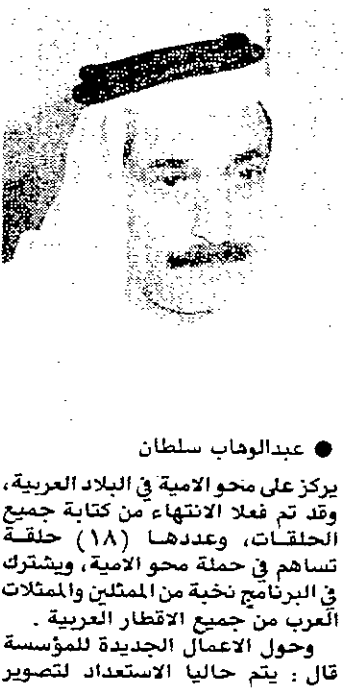 ● عبدالوهاب سلطان
يركز على محو الامية في البلاد العربية،
وقد تم فعلا الانتهاء من كتابة جميع
الحلقات، وعددها (١٨) حلقة
تساهم في حملة محو الامية، ويشترك
في البرنامج نخبة من الممثلين والممثلات
العرب من جميع الاقطار العربية .
وحول الاعمال الجديدة للمؤسسة
قال : يتم حاليا الاستعداد لتصوير